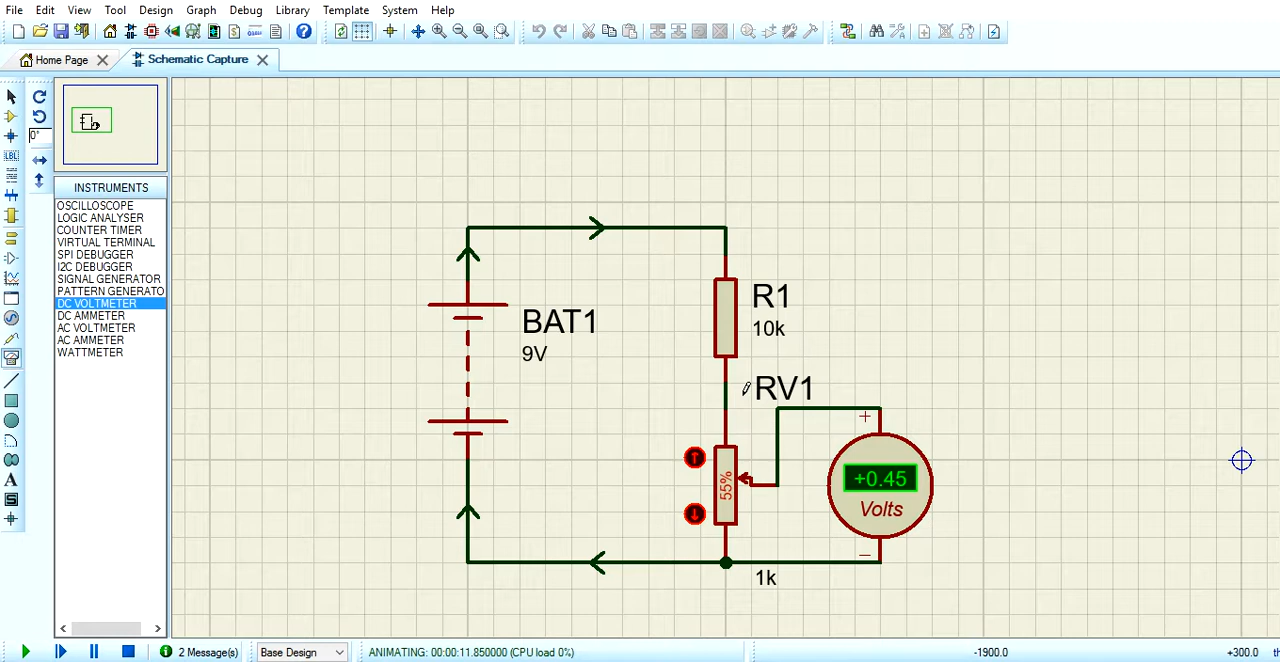 File Edit View Tool Design Graph Debug Library Template System Help
Home Page Schematic Capture
0°
LBL
INSTRUMENTS
OSCILLOSCOPE
LOGIC ANALYSER
COUNTER TIMER
VIRTUAL TERMINAL
SPI DEBUGGER
I2C DEBUGGER
SIGNAL GENERATOR
PATTERN GENERATO
DC VOLTMETER
DC AMMETER
AC VOLTMETER
AC AMMETER
WATTMETER
BAT1
9V
R1
10k
RV1
55%
+
+0.45
Volts
−
1k
A
S
2 Message(s) Base Design ANIMATING: 00:00:11.850000 (CPU load 0%) -1900.0 +300.0 th